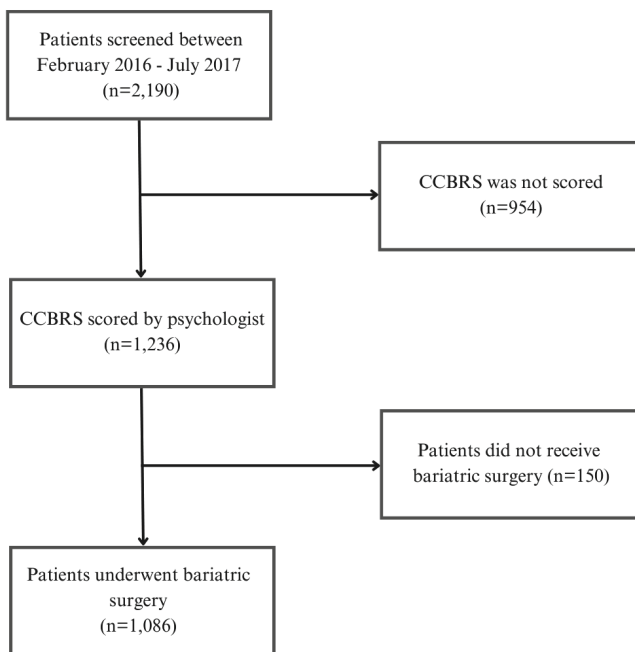 Patients screened between
February 2016 - July 2017
(n=2,190)
CCBRS was not scored
(n=954)
CCBRS scored by psychologist
(n=1,236)
Patients did not receive
bariatric surgery (n=150)
Patients underwent bariatric
surgery
(n=1,086)